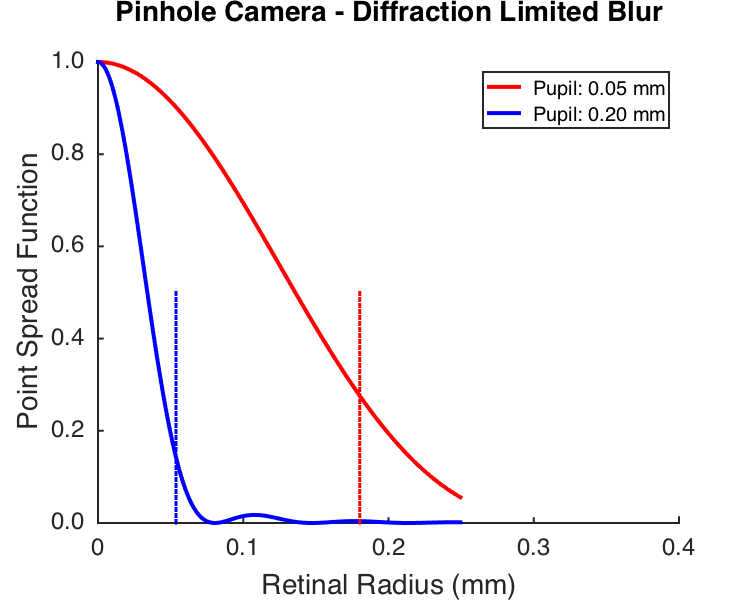 Pinhole Camera - Diffraction Limited Blur
Pupil: 0.05 mm
Pupil: 0.20 mm
Point Spread Function
1.0
0.8
0.6
0.4
0.2
0.0
0
0.1
0.2
0.3
0.4
Retinal Radius (mm)